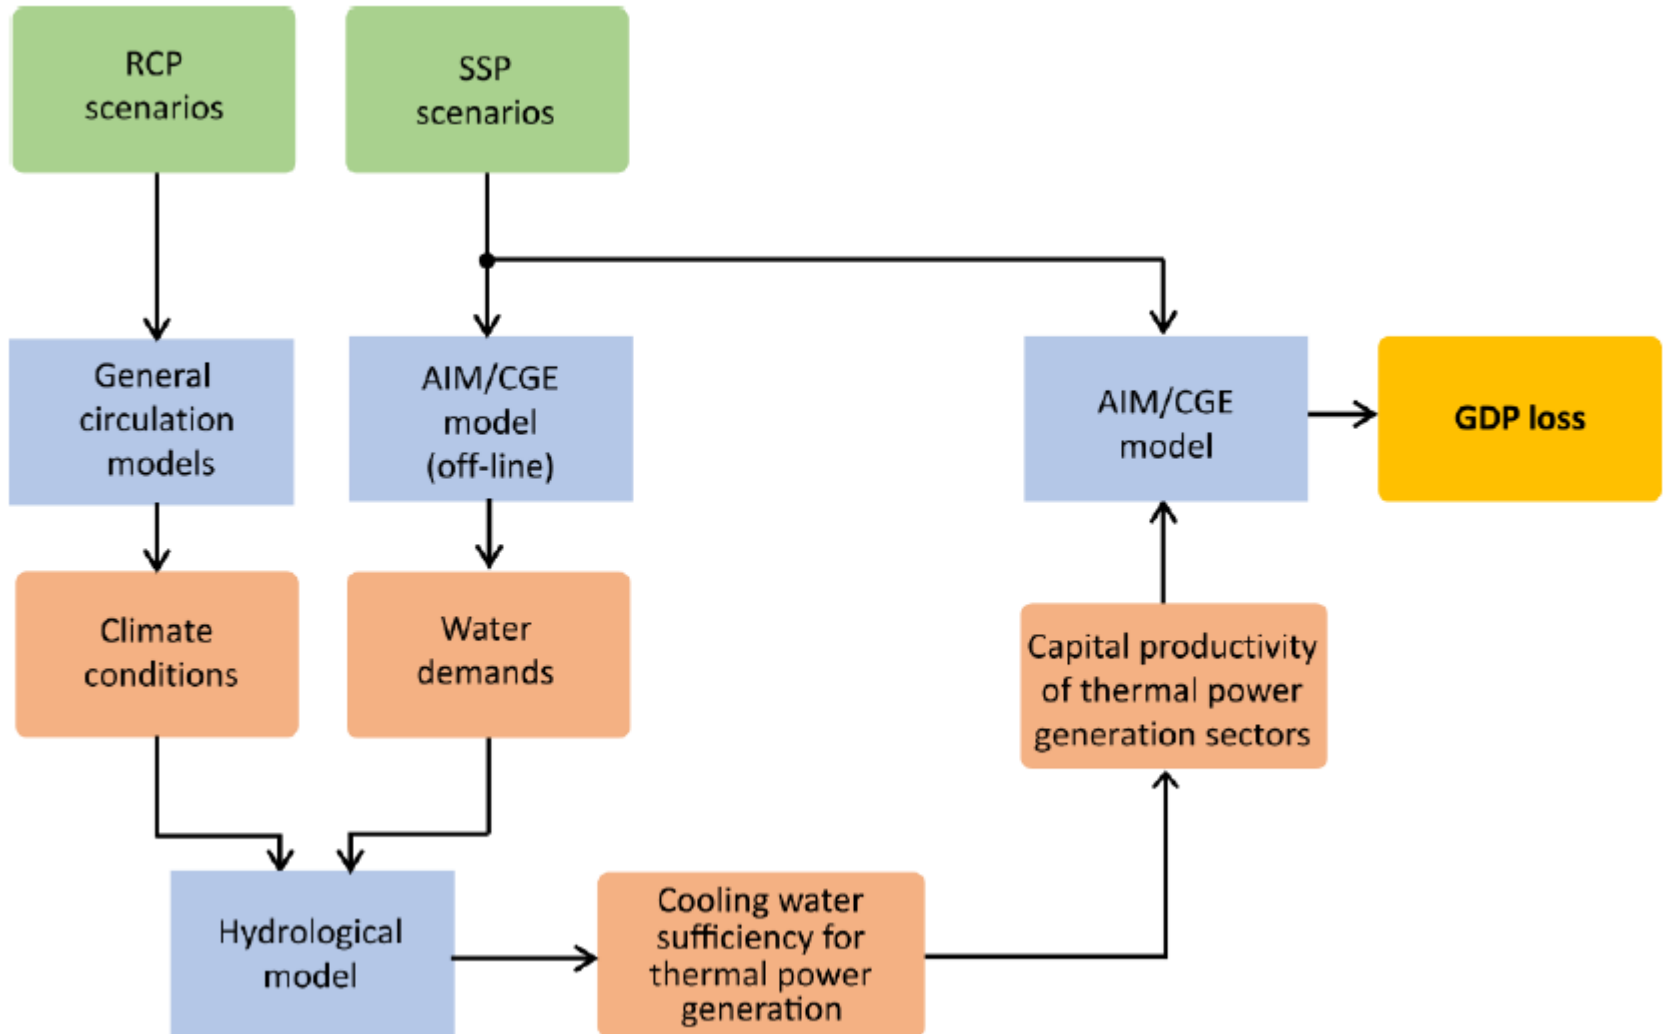 RCP
scenarios
SSP
scenarios
General
circulation
models
AIM/CGE
model
(off-line)
AIM/CGE
model
GDP loss
Climate
conditions
Water
demands
Capital productivity
of thermal power
generation sectors
Hydrological
model
Cooling water
sufficiency for
thermal power
generation